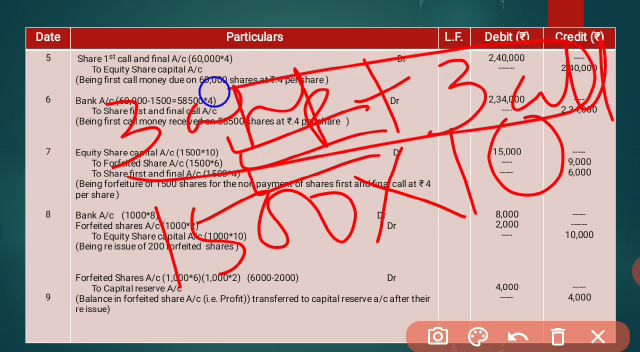 Date Particulars L.F. Debit (₹) Credit (₹)
5 Share 1st call and final A/c (60,000*4) Dr 2,40,000 ----
To Equity Share capital A/c ------ 2,40,000
(Being first call money due on 60,000 shares at ₹.4 per share )
6 Bank A/c (60,000-1500=58500*4) Dr 2,34,000
To Share first and final call A/c
(Being first call money received on 58500 shares at ₹.4 per share )
7 Equity Share capital A/c (1500*10) Dr 15,000 -----
To Forfeited Share A/c (1500*6) ---- 9,000
To Share first and final call A/c (1500*4) ---- 6,000
(Being forfeiture of 1500 shares for the non payment of shares first and final call at ₹ 4
per share )
8 Bank A/c (1000*8) Dr 8,000 -----
Forfeited shares A/c (1000*2) 2,000 ------
To Equity Share capital A/c (1000*10) ---- 10,000
(Being re issue of 200 forfeited shares )
Forfeited Shares A/c (1,000*6)(1,000*2) (6000-2000) Dr
To Capital reserve A/c 4,000 ------
9 (Balance in forfeited share A/c (i.e. Profit)) transferred to capital reserve a/c after their ----- 4,000
re issue)